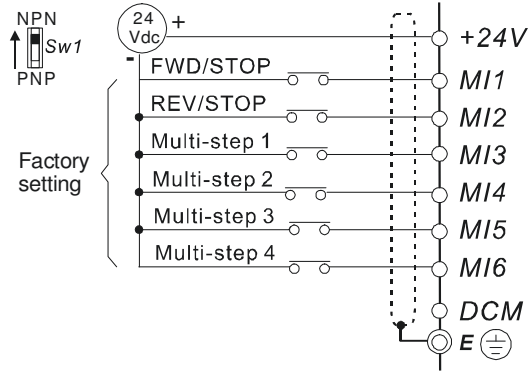 NPN
Sw1
PNP
24
Vdc
+
-
+24V
FWD/STOP
MI1
REV/STOP
MI2
Multi-step 1
MI3
Factory
setting
Multi-step 2
MI4
Multi-step 3
MI5
Multi-step 4
MI6
DCM
E